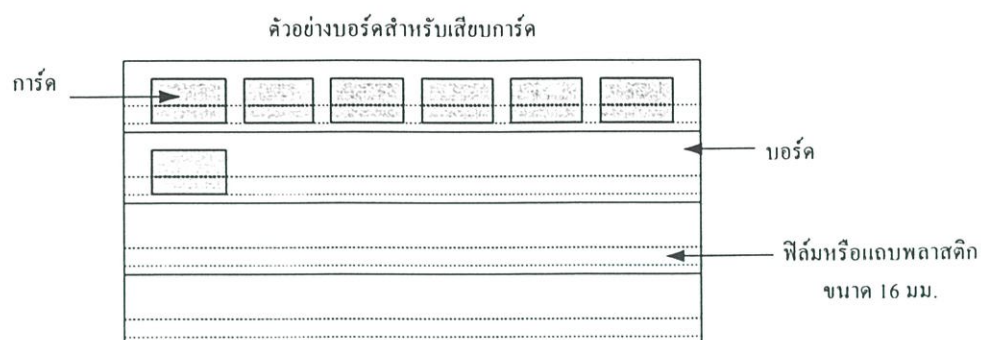 ตัวอย่างบอร์ดสำหรับเสียบการ์ด
การ์ด
บอร์ด
ฟิล์มหรือแถบพลาสติก
ขนาด 16 มม.